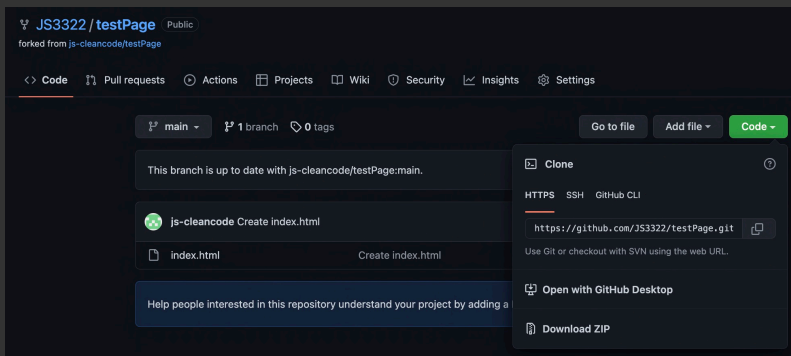 JS3322 / testPage Public
forked from js-cleancode/testPage
Code Pull requests Actions Projects Wiki Security Insights Settings
main 1 branch 0 tags Go to file Add file Code
This branch is up to date with js-cleancode/testPage:main.
js-cleancode Create index.html
index.html Create index.html
Help people interested in this repository understand your project by adding a
Clone
HTTPS SSH GitHub CLI
https://github.com/JS3322/testPage.git
Use Git or checkout with SVN using the web URL.
Open with GitHub Desktop
Download ZIP